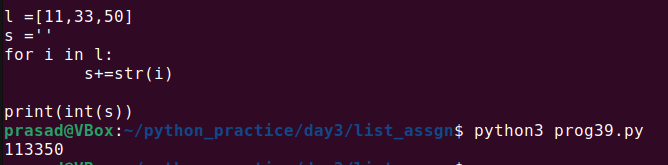 l =[11,33,50]
s =''
for i in l:
        s+=str(i)
print(int(s))
prasad@VBox:~/python_practice/day3/list_assgn$ python3 prog39.py
113350